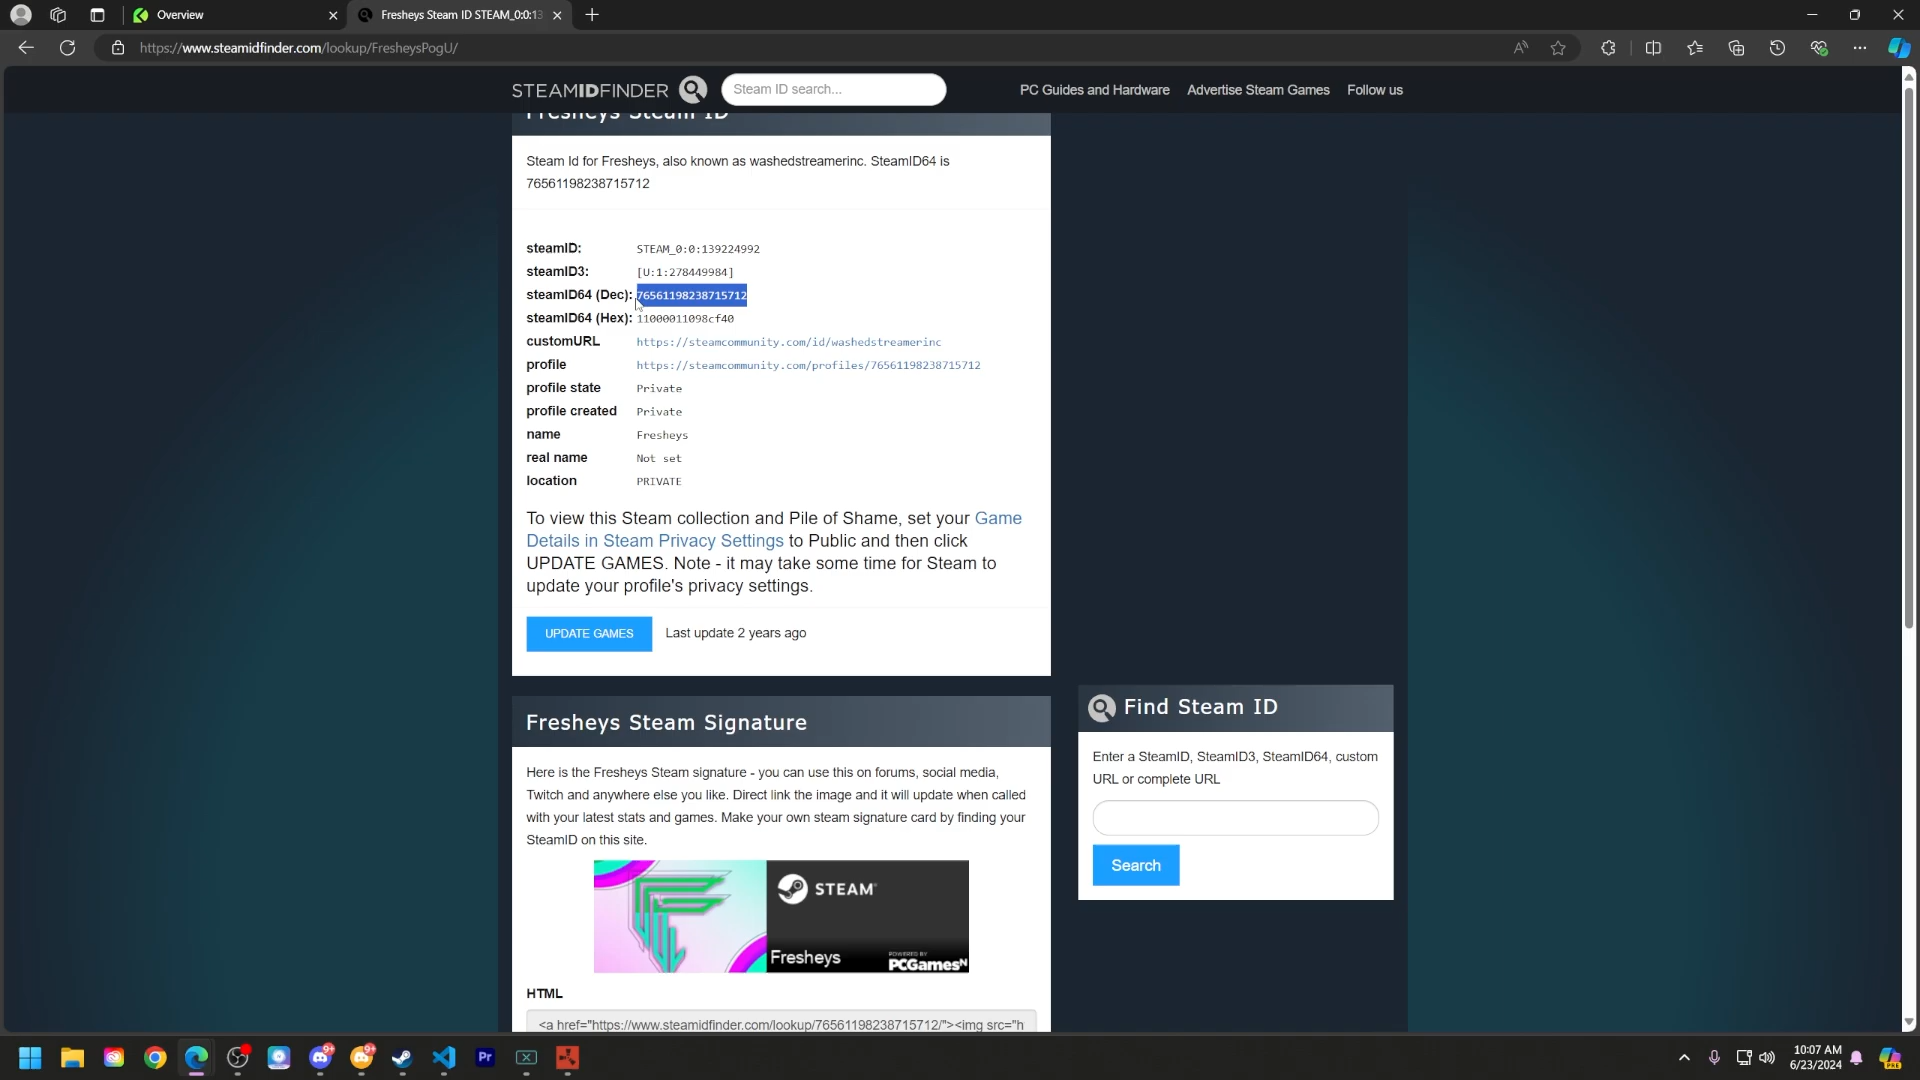 Overview
Fresheys Steam ID STEAM_0:0:13
https://www.steamidfinder.com/lookup/FresheysPogU/
STEAMIDFINDER
Steam ID search...
PC Guides and Hardware
Advertise Steam Games
Follow us
Fresheys Steam ID
Steam Id for Fresheys, also known as washedstreamerinc. SteamID64 is
76561198238715712
steamID: STEAM_0:0:139224992
steamID3: [U:1:278449984]
steamID64 (Dec): 76561198238715712
steamID64 (Hex): 11000011098cf40
customURL https://steamcommunity.com/id/washedstreamerinc
profile https://steamcommunity.com/profiles/76561198238715712
profile state Private
profile created Private
name Fresheys
real name Not set
location PRIVATE
To view this Steam collection and Pile of Shame, set your Game
Details in Steam Privacy Settings to Public and then click
UPDATE GAMES. Note - it may take some time for Steam to
update your profile's privacy settings.
UPDATE GAMES
Last update 2 years ago
Fresheys Steam Signature
Here is the Fresheys Steam signature - you can use this on forums, social media,
Twitch and anywhere else you like. Direct link the image and it will update when called
with your latest stats and games. Make your own steam signature card by finding your
SteamID on this site.
STEAM
Fresheys
POWERED BY
PCGamesN
HTML
<a href="https://www.steamidfinder.com/lookup/76561198238715712/"><img src="h
Find Steam ID
Enter a SteamID, SteamID3, SteamID64, custom
URL or complete URL
Search
9+
9+
Pr
10:07 AM
6/23/2024
PRE